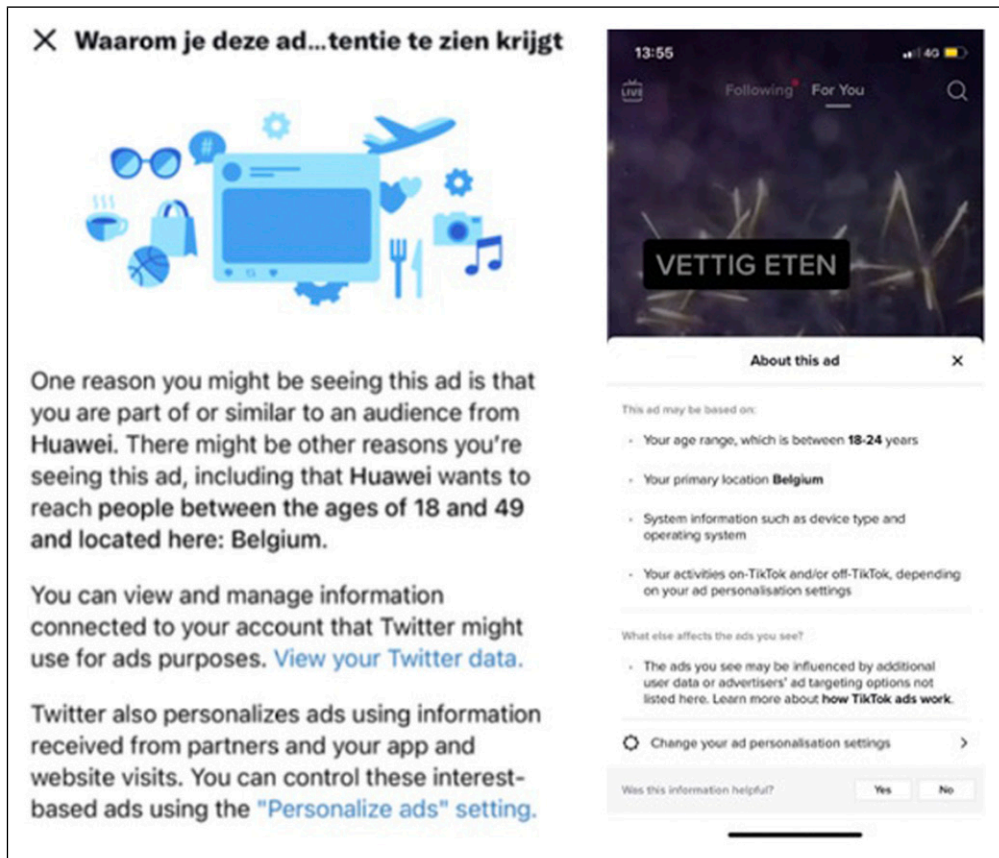 Waarom je deze ad...tentie te zien krijgt
#
One reason you might be seeing this ad is that
you are part of or similar to an audience from
Huawei. There might be other reasons you're
seeing this ad, including that Huawei wants to
reach people between the ages of 18 and 49
and located here: Belgium.
You can view and manage information
connected to your account that Twitter might
use for ads purposes. View your Twitter data.
Twitter also personalizes ads using information
received from partners and your app and
website visits. You can control these interest-
based ads using the "Personalize ads" setting.
13:55
4G
LIVE
Following
For You
VETTIG ETEN
About this ad
This ad may be based on:
· Your age range, which is between 18-24 years
· Your primary location Belgium
· System information such as device type and
operating system
· Your activities on-TikTok and/or off-TikTok, depending
on your ad personalisation settings
What else affects the ads you see?
· The ads you see may be influenced by additional
user data or advertisers' ad targeting options not
listed here. Learn more about how TikTok ads work.
Change your ad personalisation settings
Was this information helpful?
Yes
No